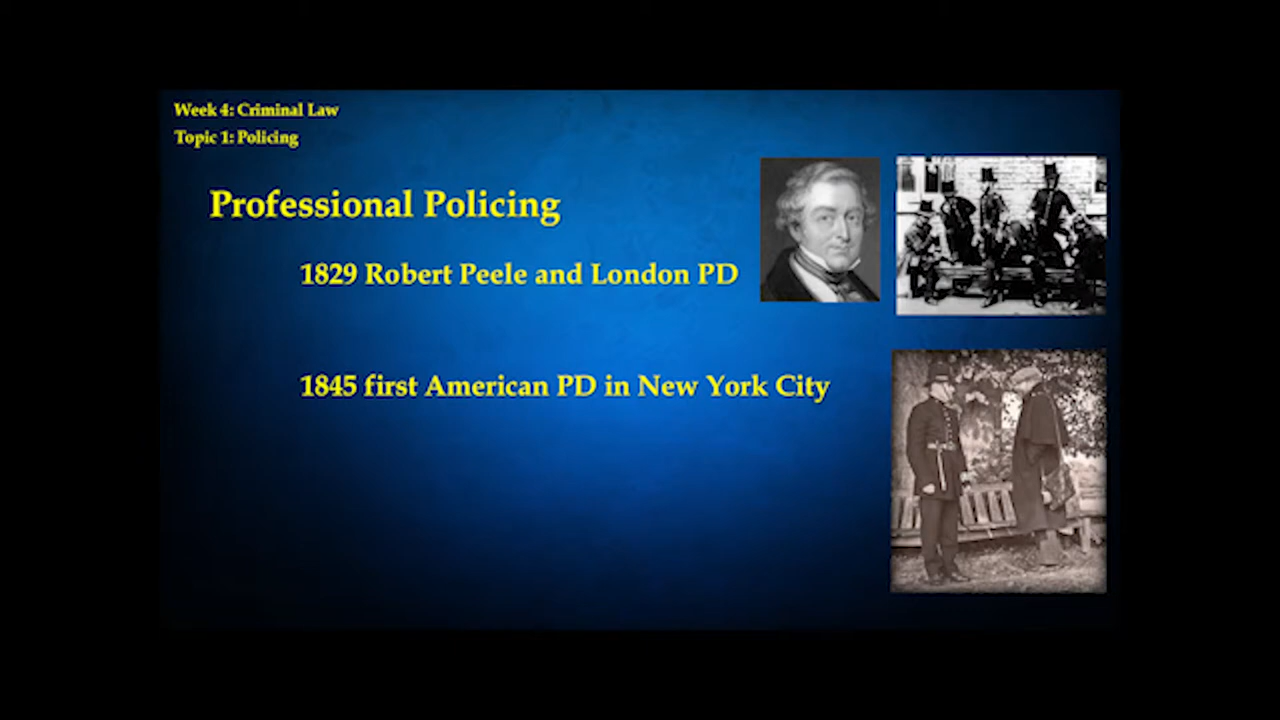 Week 4: Criminal Law
Topic 1: Policing
Professional Policing
1829 Robert Peele and London PD
1845 first American PD in New York City